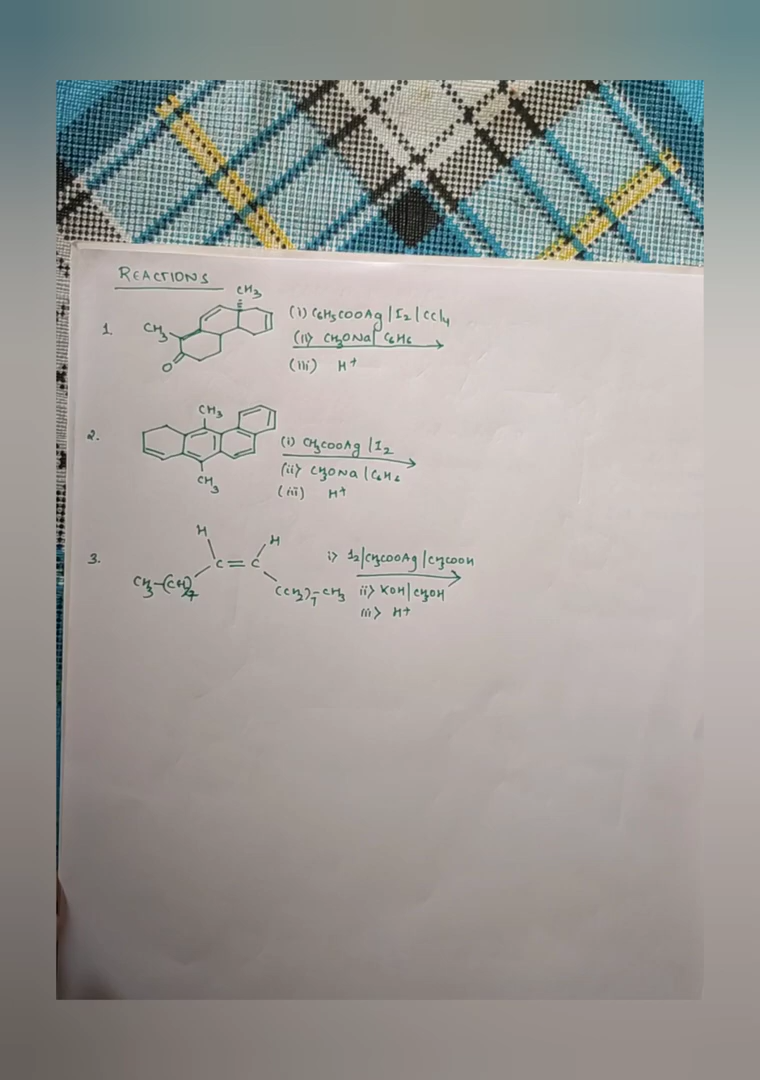 REACTIONS
1.
CH3
CH3
O
(i) C6H5COOAg | I2 | CCl4
(ii) CH3ONa | C6H6
(iii) H+
2.
CH3
CH3
(i) CH3COOAg | I2
(ii) CH3ONa | C6H6
(iii) H+
3.
H
H
C=C
CH3-(CH2)7
(CH2)7-CH3
i> I2 | CH3COOAg | CH3COOH
ii> KOH | CH3OH
iii> H+